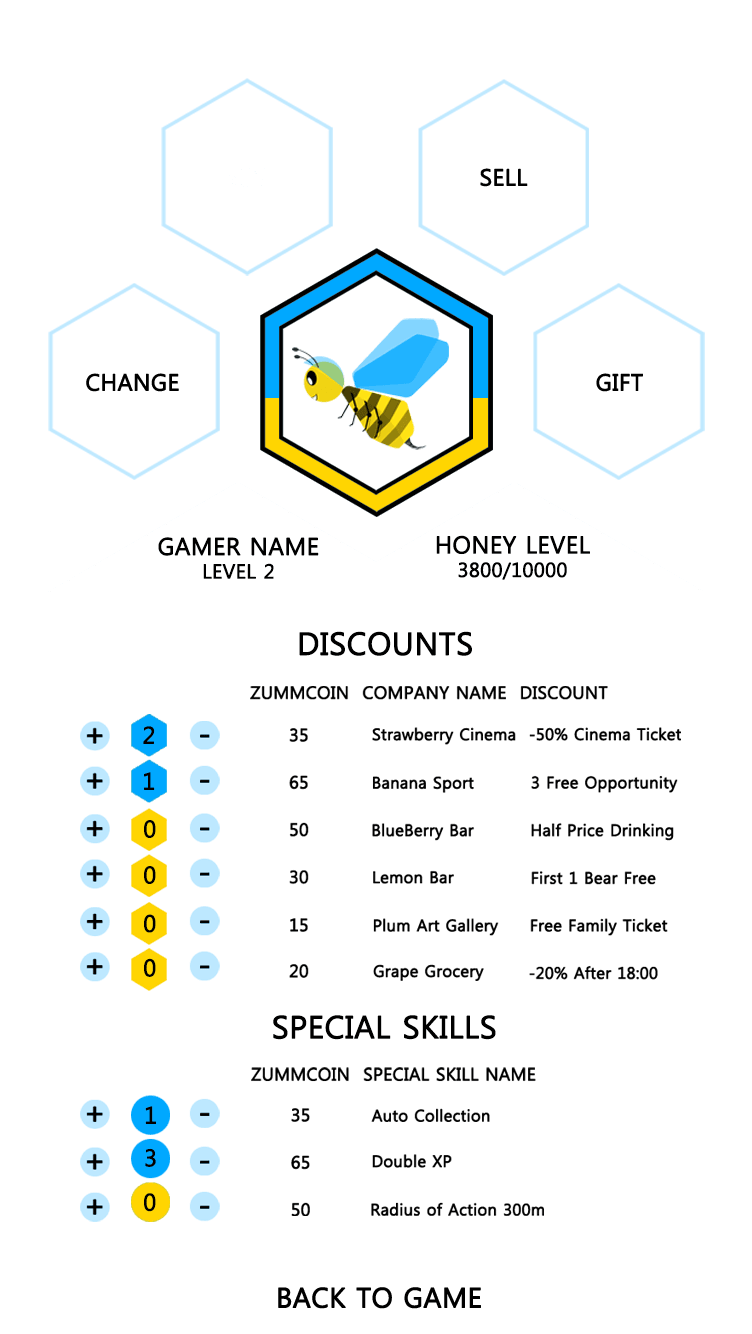 SELL
CHANGE
GIFT
GAMER NAME
LEVEL 2
HONEY LEVEL
3800/10000
DISCOUNTS
ZUMMCOIN COMPANY NAME DISCOUNT
+ 2 - 35 Strawberry Cinema -50% Cinema Ticket
+ 1 - 65 Banana Sport 3 Free Opportunity
+ 0 - 50 BlueBerry Bar Half Price Drinking
+ 0 - 30 Lemon Bar First 1 Bear Free
+ 0 - 15 Plum Art Gallery Free Family Ticket
+ 0 - 20 Grape Grocery -20% After 18:00
SPECIAL SKILLS
ZUMMCOIN SPECIAL SKILL NAME
+ 1 - 35 Auto Collection
+ 3 - 65 Double XP
+ 0 - 50 Radius of Action 300m
BACK TO GAME